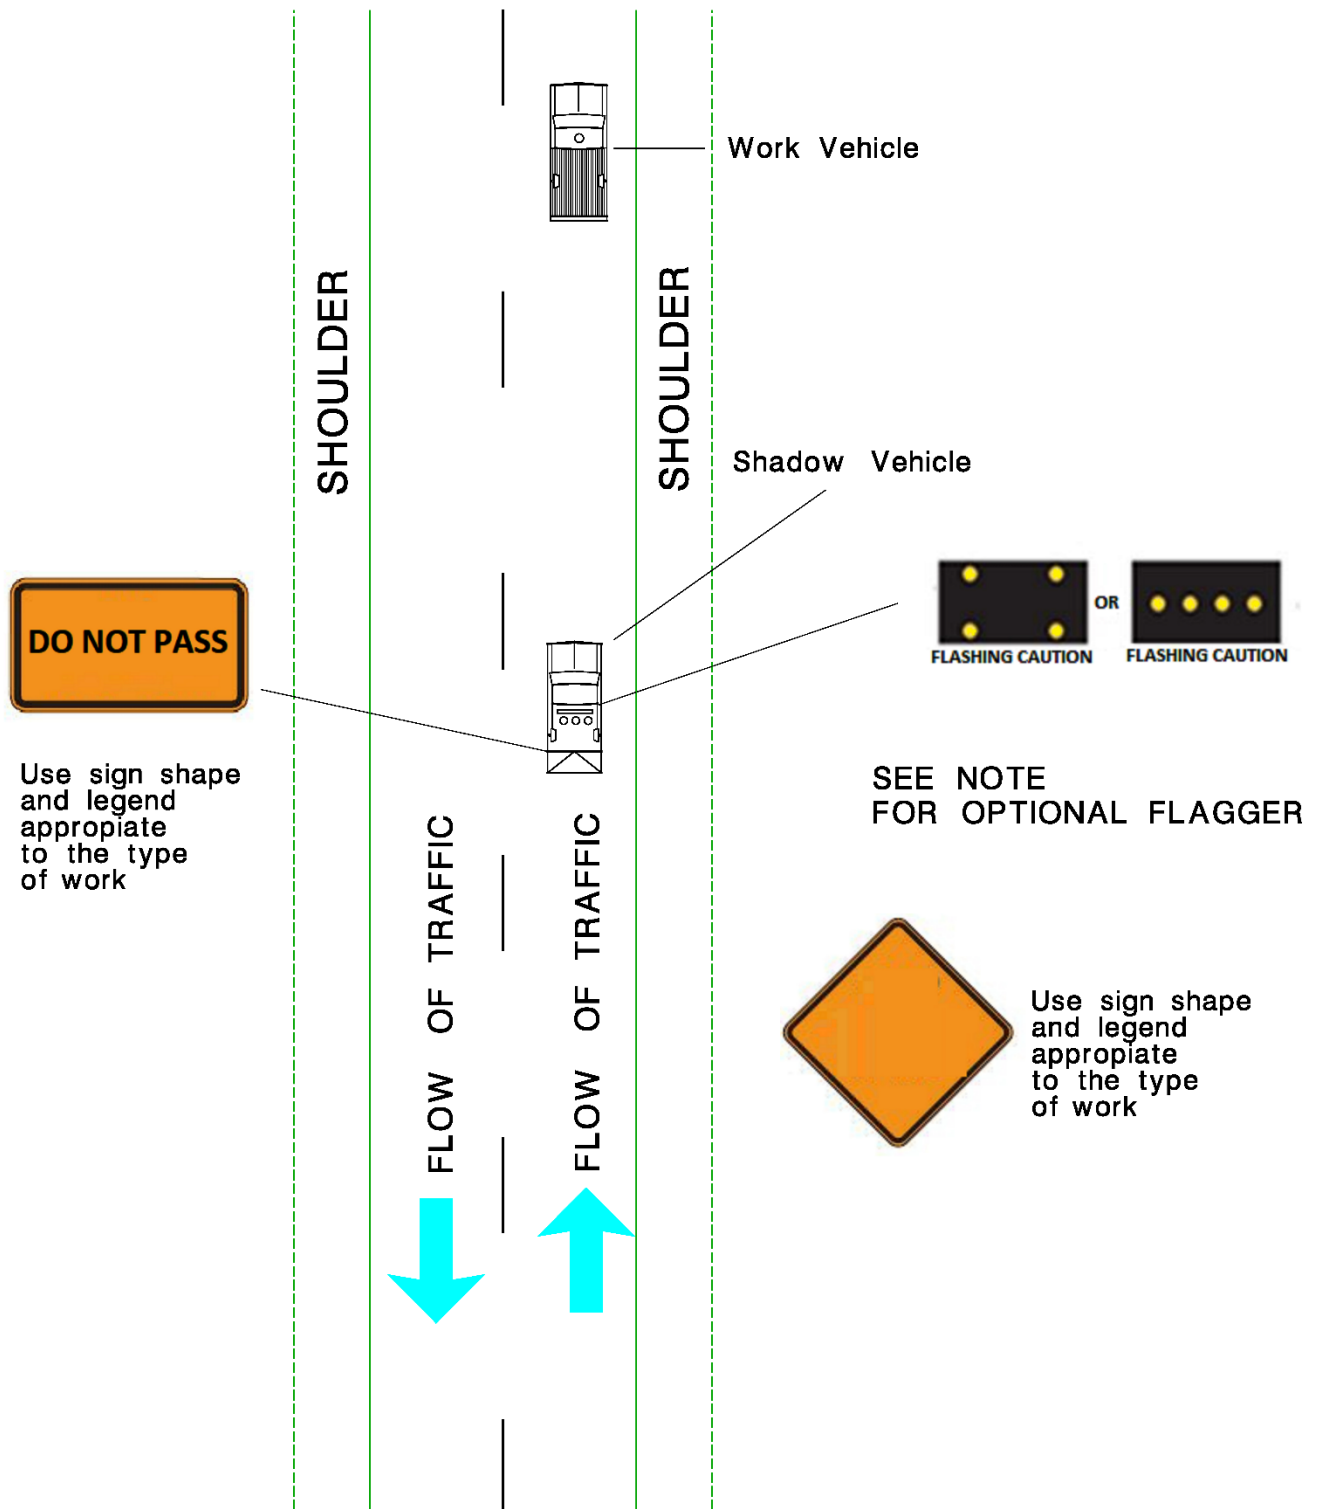 Work Vehicle
SHOULDER
SHOULDER
Shadow Vehicle
DO NOT PASS
OR
FLASHING CAUTION
FLASHING CAUTION
Use sign shape
and legend
appropiate
to the type
of work
SEE NOTE
FOR OPTIONAL FLAGGER
FLOW OF TRAFFIC
FLOW OF TRAFFIC
Use sign shape
and legend
appropiate
to the type
of work